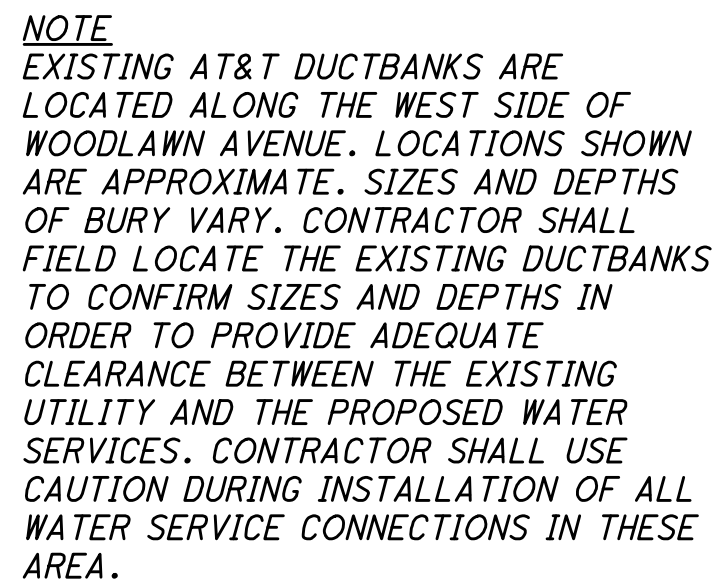 NOTE
EXISTING AT&T DUCTBANKS ARE
LOCATED ALONG THE WEST SIDE OF
WOODLAWN AVENUE. LOCATIONS SHOWN
ARE APPROXIMATE. SIZES AND DEPTHS
OF BURY VARY. CONTRACTOR SHALL
FIELD LOCATE THE EXISTING DUCTBANKS
TO CONFIRM SIZES AND DEPTHS IN
ORDER TO PROVIDE ADEQUATE
CLEARANCE BETWEEN THE EXISTING
UTILITY AND THE PROPOSED WATER
SERVICES. CONTRACTOR SHALL USE
CAUTION DURING INSTALLATION OF ALL
WATER SERVICE CONNECTIONS IN THESE
AREA.